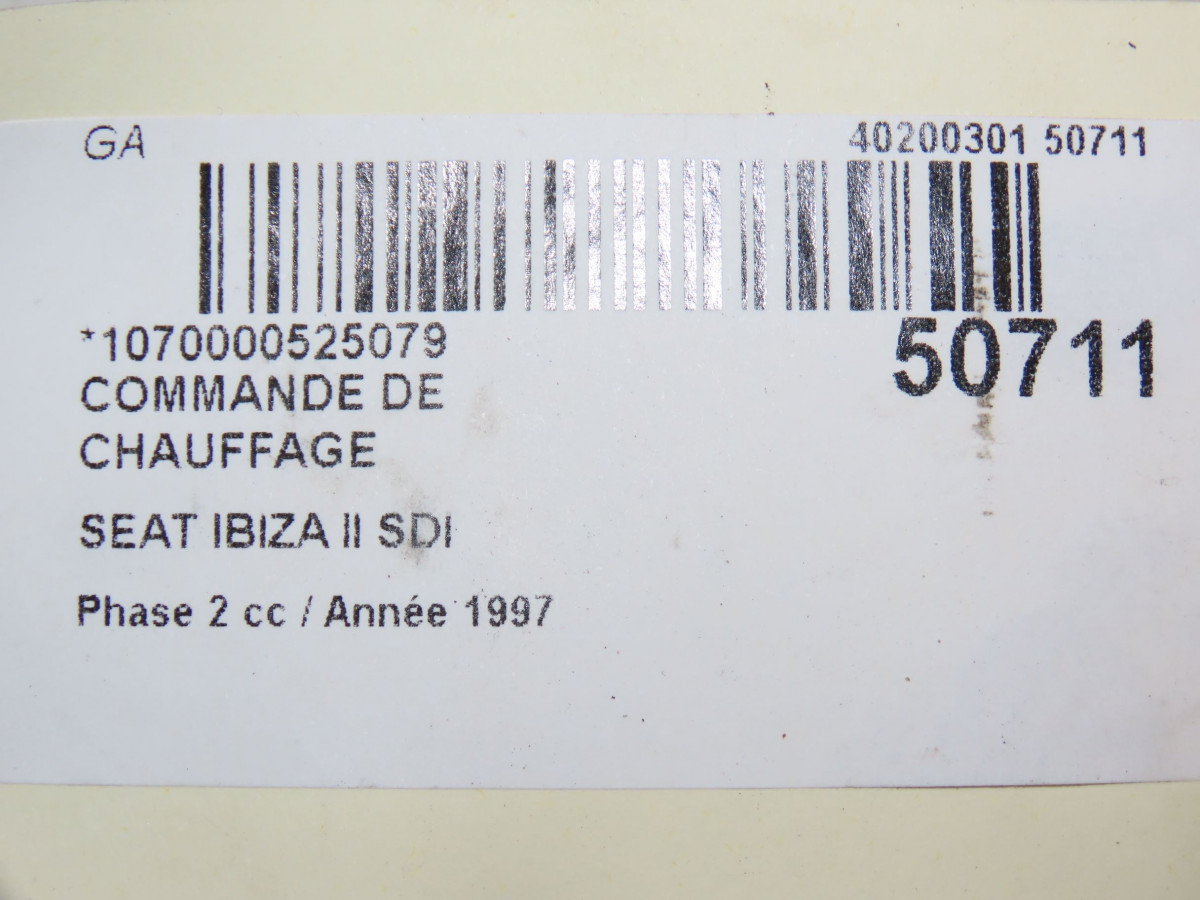 GA
40200301 50711
*1070000525079
50711
COMMANDE DE
CHAUFFAGE
SEAT IBIZA II SDI
Phase 2 cc / Année 1997